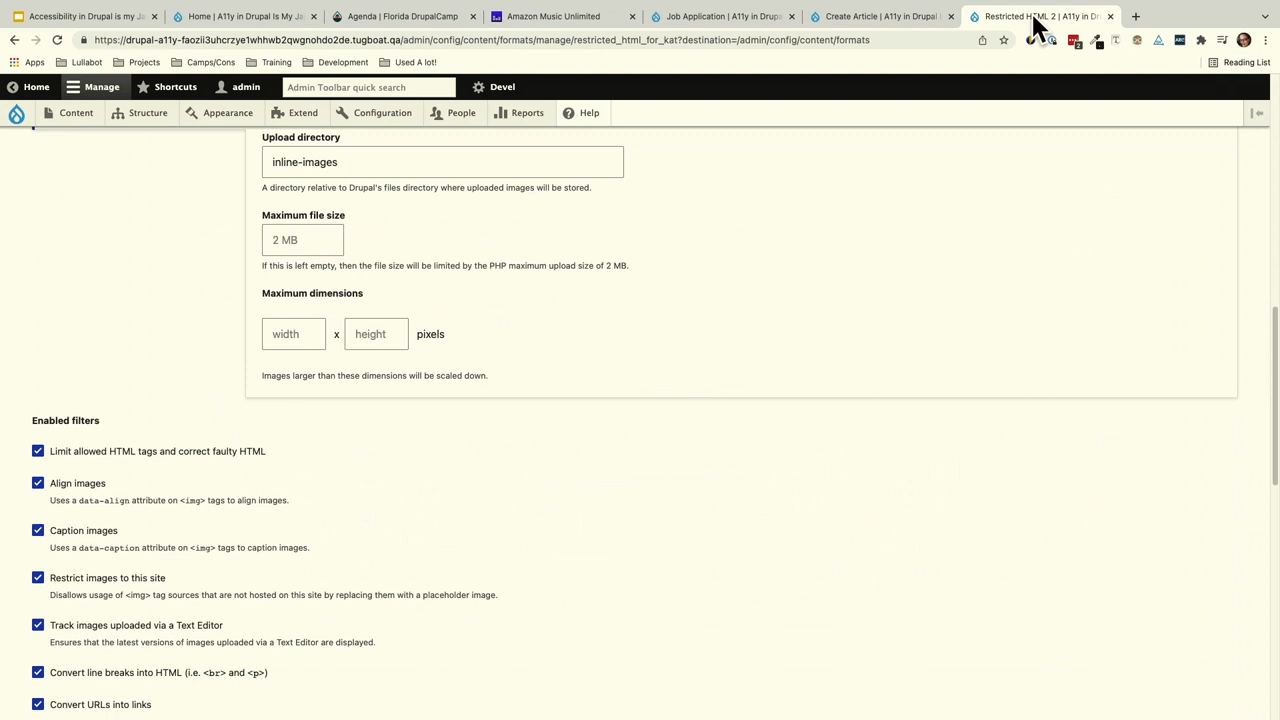 Accessibility in Drupal is my Ja
Home | A11y in Drupal Is My Ja
Agenda | Florida DrupalCamp
Amazon Music Unlimited
Job Application | A11y in Drupa
Create Article | A11y in Drupal
Restricted HTML 2 | A11y in Dr
https://drupal-a11y-faozii3uhcrzye1whhwb2qwgnohdo2xe.tugboat.qa/admin/config/content/formats/manage/restricted_html_for_kat?destination=/admin/config/content/formats
Apps Lullabot Projects Camps/Cons Training Development Used A lot! Reading List
Home Manage Shortcuts admin Admin Toolbar quick search Devel
Content Structure Appearance Extend Configuration People Reports Help
Upload directory
inline-images
A directory relative to Drupal's files directory where uploaded images will be stored.
Maximum file size
2 MB
If this is left empty, then the file size will be limited by the PHP maximum upload size of 2 MB.
Maximum dimensions
width x height pixels
Images larger than these dimensions will be scaled down.
Enabled filters
Limit allowed HTML tags and correct faulty HTML
Align images
Uses a data-align attribute on <img> tags to align images.
Caption images
Uses a data-caption attribute on <img> tags to caption images.
Restrict images to this site
Disallows usage of <img> tag sources that are not hosted on this site by replacing them with a placeholder image.
Track images uploaded via a Text Editor
Ensures that the latest versions of images uploaded via a Text Editor are displayed.
Convert line breaks into HTML (i.e. <br> and <p>)
Convert URLs into links